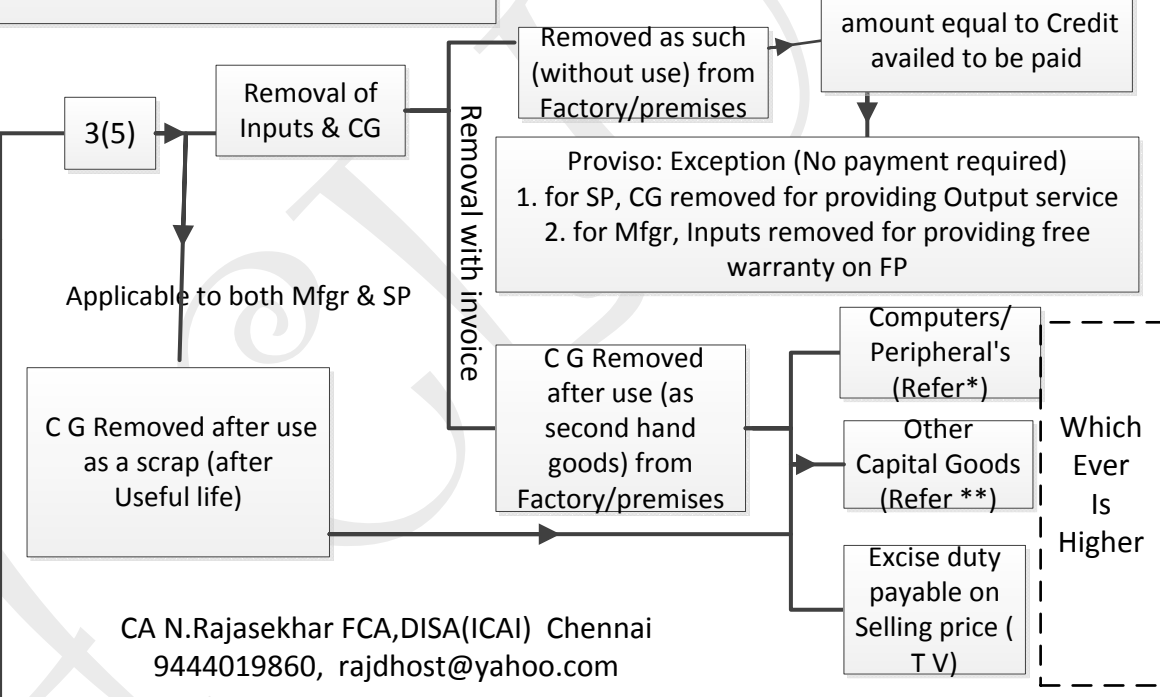 amount equal to Credit
availed to be paid
Removed as such
(without use) from
Factory/premises
Removal of
Inputs & CG
3(5)
Removal with invoice
Proviso: Exception (No payment required)
1. for SP, CG removed for providing Output service
2. for Mfgr, Inputs removed for providing free
warranty on FP
Applicable to both Mfgr & SP
C G Removed after use
as a scrap (after
Useful life)
C G Removed
after use (as
second hand
goods) from
Factory/premises
Computers/
Peripheral's
(Refer*)
Other
Capital Goods
(Refer **)
Excise duty
payable on
Selling price (
T V)
Which
Ever
Is
Higher
CA N.Rajasekhar FCA,DISA(ICAI) Chennai
9444019860, rajdhost@yahoo.com